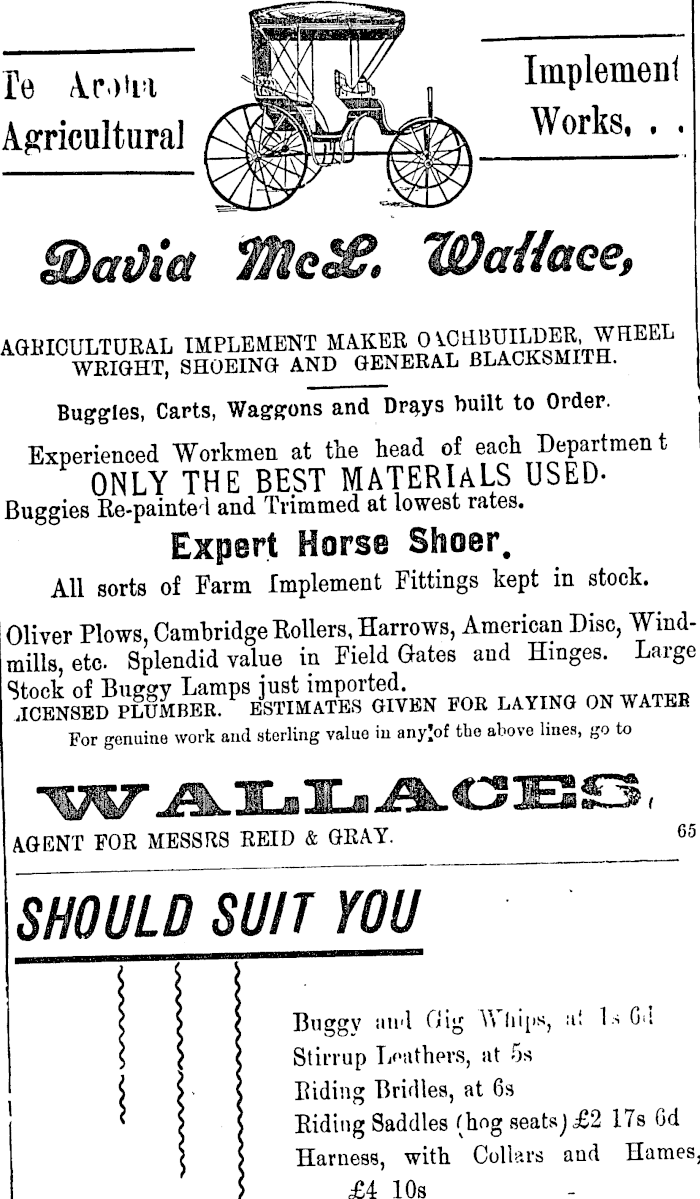 Te Aroha
Agricultural
Implement
Works. . .
David McL. Wallace,
AGRICULTURAL IMPLEMENT MAKER COACHBUILDER, WHEEL
WRIGHT, SHOEING AND GENERAL BLACKSMITH.
Buggies, Carts, Waggons and Drays built to Order.
Experienced Workmen at the head of each Department
ONLY THE BEST MATERIALS USED.
Buggies Re-painted and Trimmed at lowest rates.
Expert Horse Shoer.
All sorts of Farm Implement Fittings kept in stock.
Oliver Plows, Cambridge Rollers, Harrows, American Disc, Wind-
mills, etc. Splendid value in Field Gates and Hinges. Large
Stock of Buggy Lamps just imported.
LICENSED PLUMBER. ESTIMATES GIVEN FOR LAYING ON WATER
For genuine work and sterling value in any of the above lines, go to
WALLACES,
AGENT FOR MESSRS REID & GRAY.
65
SHOULD SUIT YOU
Buggy and Gig Whips, at 1s 6d
Stirrup Leathers, at 5s
Riding Bridles, at 6s
Riding Saddles (hog seats) £2 17s 6d
Harness, with Collars and Hames,
£4 10s